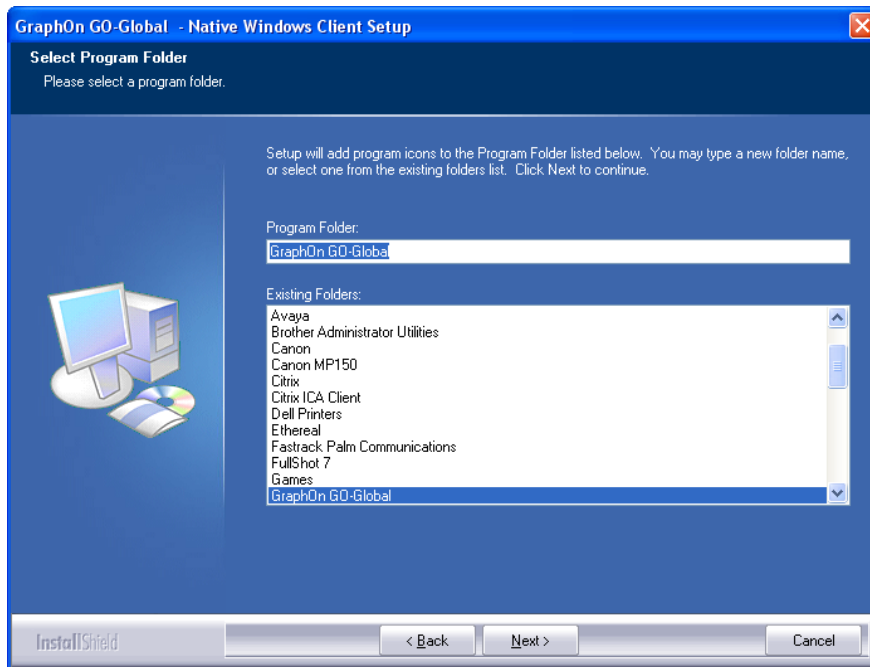 GraphOn GO-Global - Native Windows Client Setup
Select Program Folder
Please select a program folder.
Setup will add program icons to the Program Folder listed below. You may type a new folder name,
or select one from the existing folders list. Click Next to continue.
Program Folder:
GraphOn GO-Global
Existing Folders:
Avaya
Brother Administrator Utilities
Canon
Canon MP150
Citrix
Citrix ICA Client
Dell Printers
Ethereal
Fastrack Palm Communications
FullShot 7
Games
GraphOn GO-Global
InstallShield
< Back
Next >
Cancel